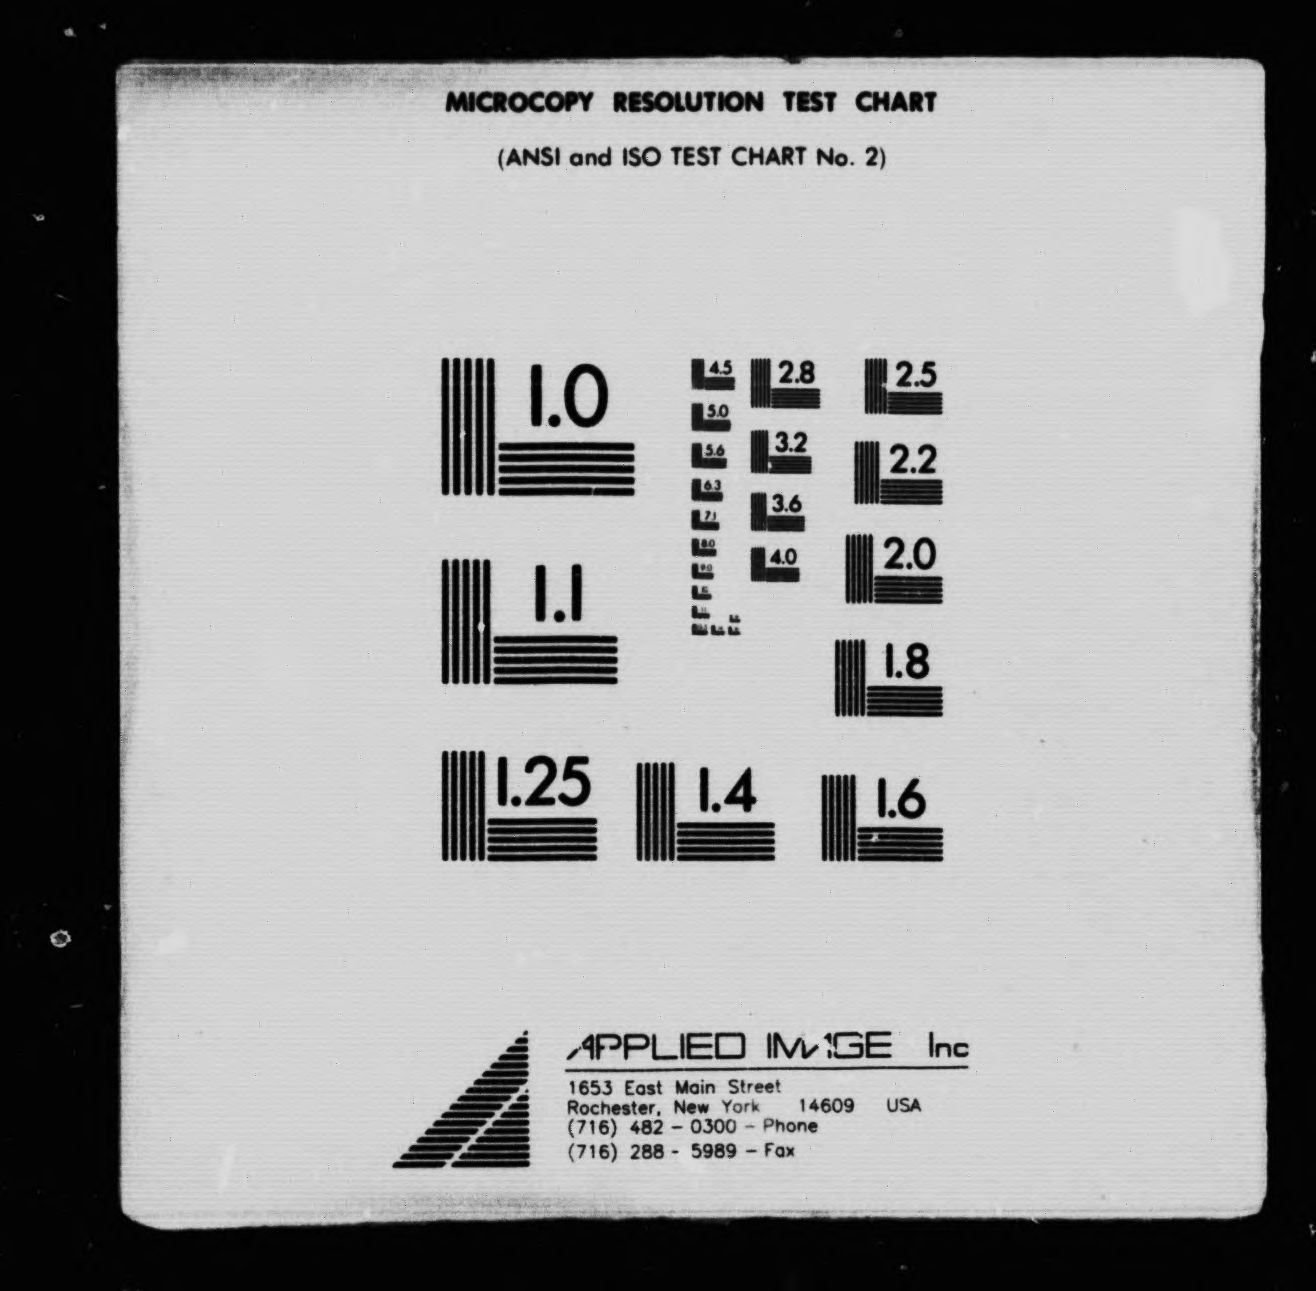 MICROCOPY RESOLUTION TEST CHART
(ANSI and ISO TEST CHART No. 2)
1.0
4.5
2.8
2.5
5.0
3.2
2.2
5.6
6.3
3.6
7.1
2.0
8.0
4.0
9.0
1.1
1.8
1.25
1.4
1.6
APPLIED IMAGE Inc
1653 East Main Street
Rochester, New York 14609 USA
(716) 482 - 0300 - Phone
(716) 288 - 5989 - Fax